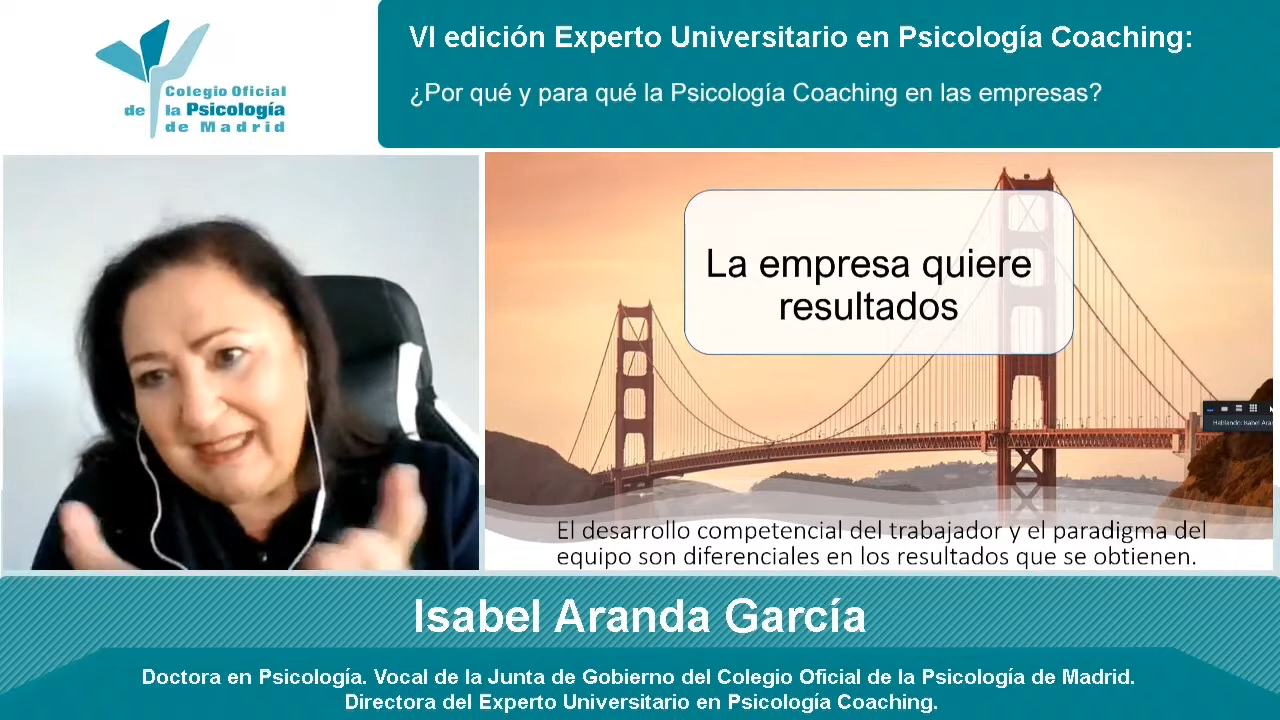 Colegio Oficial
de la Psicología
de Madrid
VI edición Experto Universitario en Psicología Coaching:
¿Por qué y para qué la Psicología Coaching en las empresas?
La empresa quiere
resultados
Hablando: Isabel Aran
El desarrollo competencial del trabajador y el paradigma del
equipo son diferenciales en los resultados que se obtienen.
Isabel Aranda García
Doctora en Psicología. Vocal de la Junta de Gobierno del Colegio Oficial de la Psicología de Madrid.
Directora del Experto Universitario en Psicología Coaching.